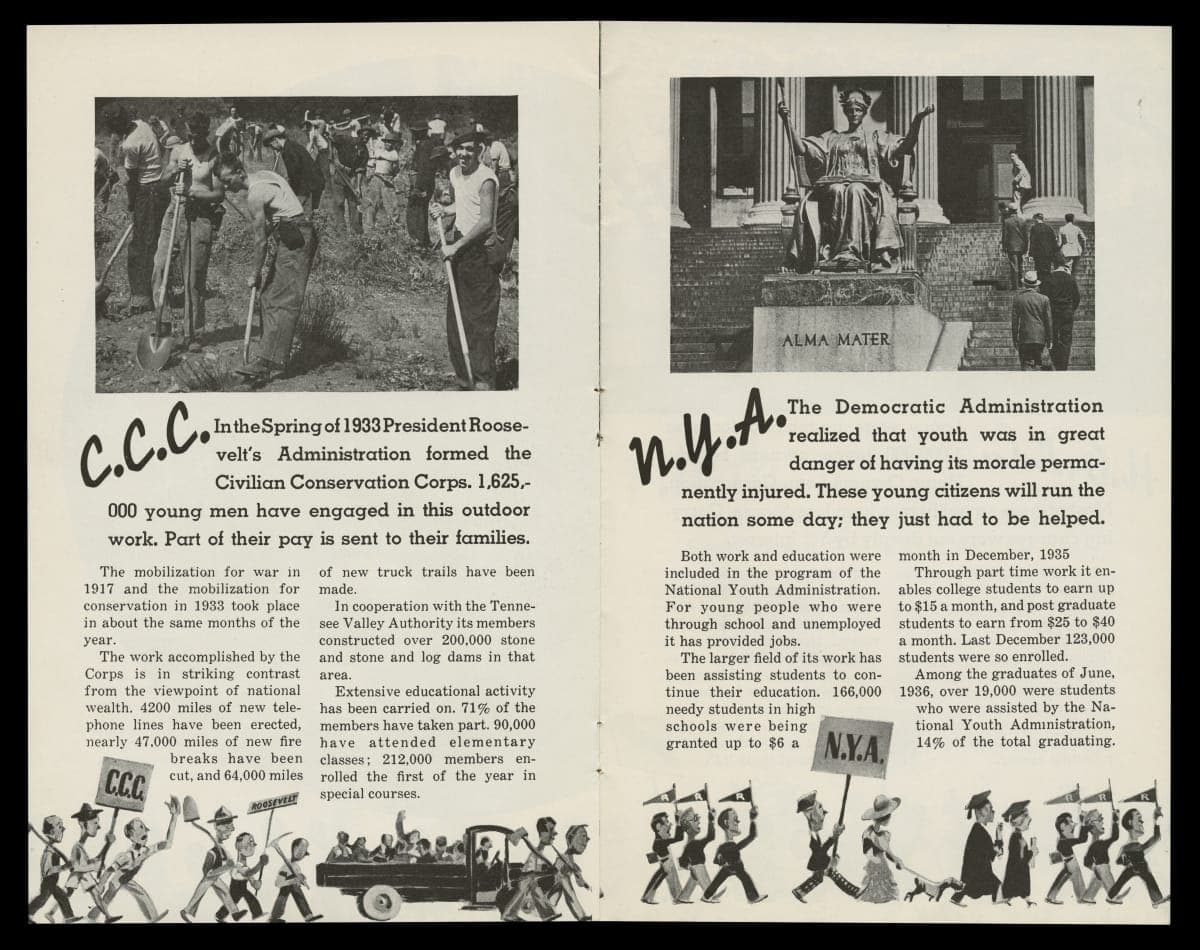 C.C.C.
In the Spring of 1933 President Roose-
velt's Administration formed the
Civilian Conservation Corps. 1,625,-
000 young men have engaged in this outdoor
work. Part of their pay is sent to their families.
The mobilization for war in
1917 and the mobilization for
conservation in 1933 took place
in about the same months of the
year.
The work accomplished by the
Corps is in striking contrast
from the viewpoint of national
wealth. 4200 miles of new tele-
phone lines have been erected,
nearly 47,000 miles of new fire
breaks have been
cut, and 64,000 miles
of new truck trails have been
made.
In cooperation with the Tenne-
see Valley Authority its members
constructed over 200,000 stone
and stone and log dams in that
area.
Extensive educational activity
has been carried on. 71% of the
members have taken part. 90,000
have attended elementary
classes; 212,000 members en-
rolled the first of the year in
special courses.
C.C.C.
ROOSEVELT
ALMA MATER
N.Y.A.
The Democratic Administration
realized that youth was in great
danger of having its morale perma-
nently injured. These young citizens will run the
nation some day; they just had to be helped.
Both work and education were
included in the program of the
National Youth Administration.
For young people who were
through school and unemployed
it has provided jobs.
The larger field of its work has
been assisting students to con-
tinue their education. 166,000
needy students in high
schools were being
granted up to $6 a
month in December, 1935
Through part time work it en-
ables college students to earn up
to $15 a month, and post graduate
students to earn from $25 to $40
a month. Last December 123,000
students were so enrolled.
Among the graduates of June,
1936, over 19,000 were students
who were assisted by the Na-
tional Youth Administration,
14% of the total graduating.
N.Y.A.
R R R
R R R